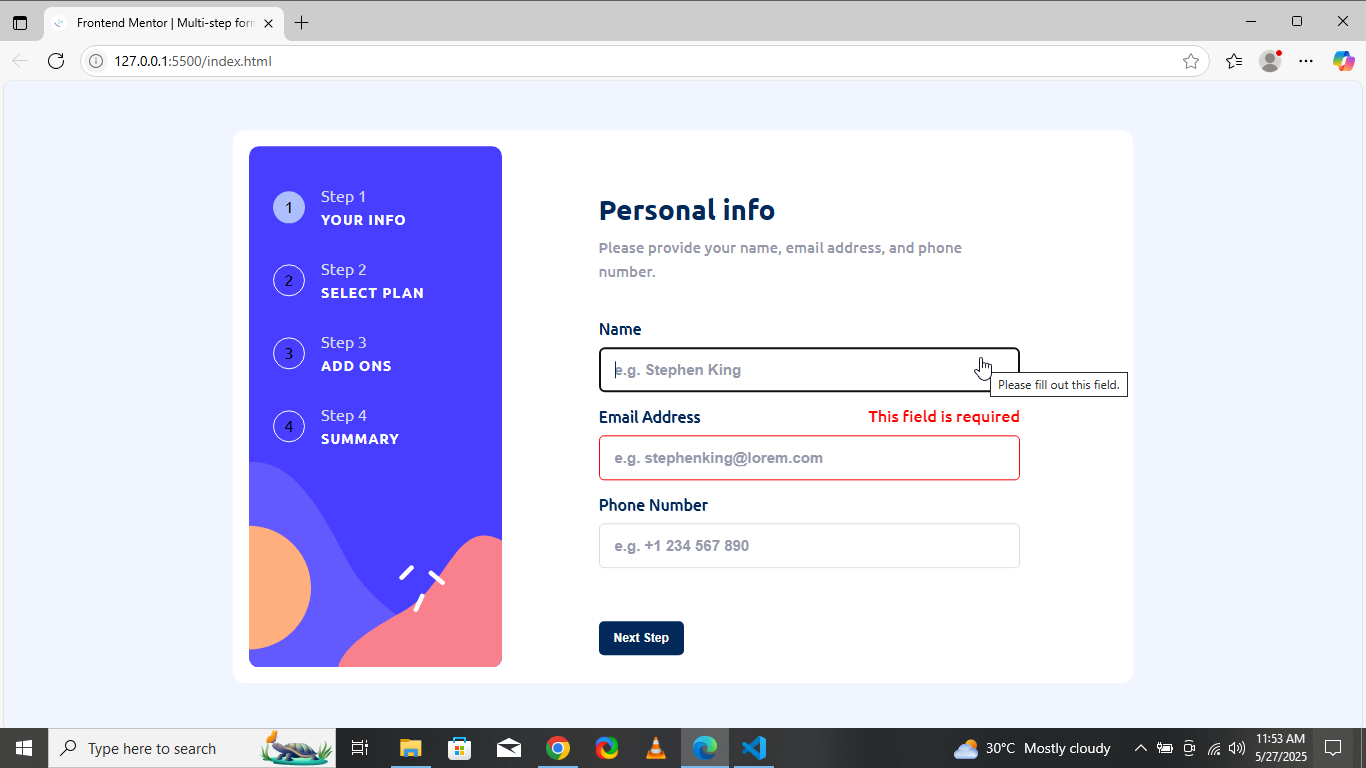 Frontend Mentor | Multi-step for
127.0.0.1:5500/index.html
1
Step 1
YOUR INFO
2
Step 2
SELECT PLAN
3
Step 3
ADD ONS
4
Step 4
SUMMARY
Personal info
Please provide your name, email address, and phone
number.
Name
e.g. Stephen King
Please fill out this field.
Email Address
This field is required
e.g. stephenking@lorem.com
Phone Number
e.g. +1 234 567 890
Next Step
Type here to search
30°C Mostly cloudy
11:53 AM
5/27/2025